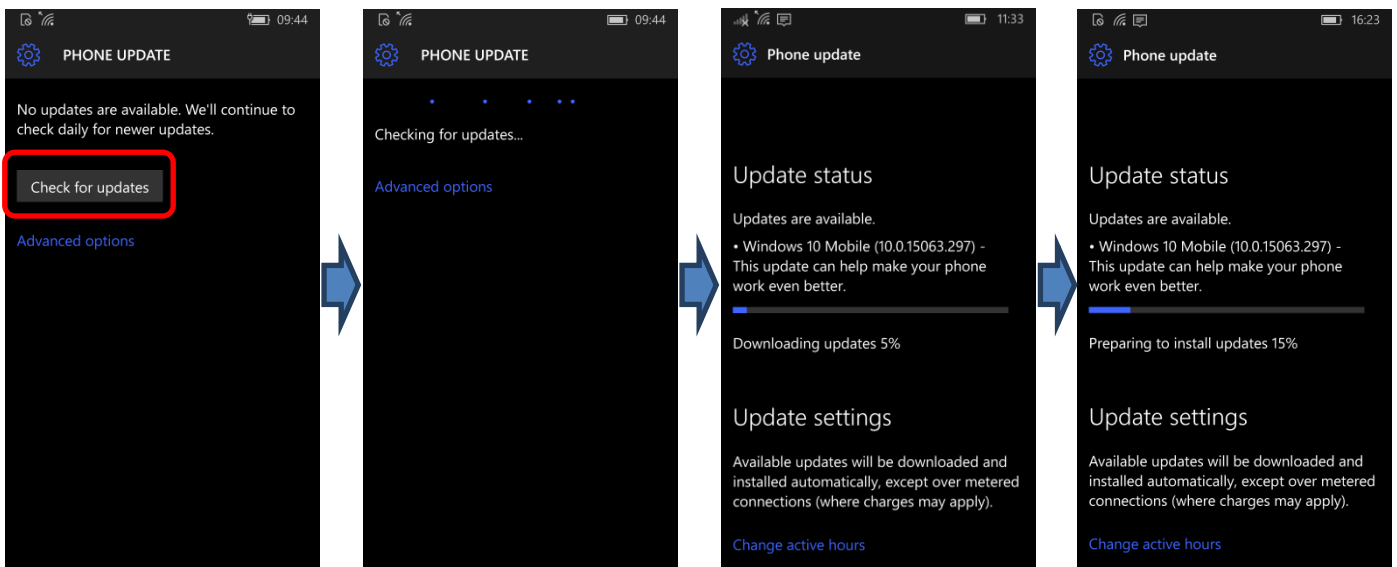 09:44
PHONE UPDATE
No updates are available. We'll continue to
check daily for newer updates.
Check for updates
Advanced options
09:44
PHONE UPDATE
Checking for updates...
Advanced options
11:33
Phone update
Update status
Updates are available.
• Windows 10 Mobile (10.0.15063.297) -
This update can help make your phone
work even better.
Downloading updates 5%
Update settings
Available updates will be downloaded and
installed automatically, except over metered
connections (where charges may apply).
Change active hours
16:23
Phone update
Update status
Updates are available.
• Windows 10 Mobile (10.0.15063.297) -
This update can help make your phone
work even better.
Preparing to install updates 15%
Update settings
Available updates will be downloaded and
installed automatically, except over metered
connections (where charges may apply).
Change active hours